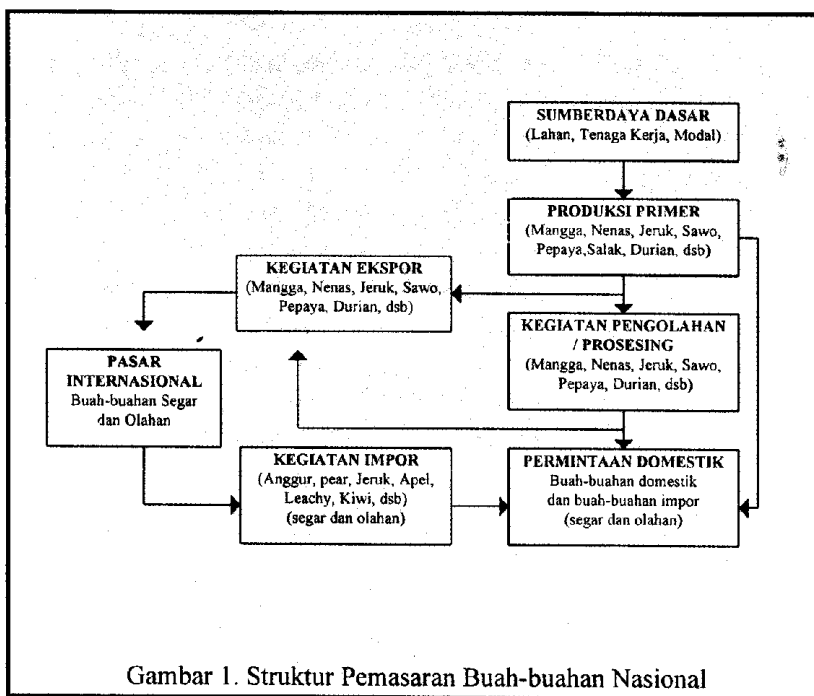 SUMBERDAYA DASAR
(Lahan, Tenaga Kerja, Modal)
PRODUKSI PRIMER
(Mangga, Nenas, Jeruk, Sawo,
Pepaya,Salak, Durian, dsb)
KEGIATAN EKSPOR
(Mangga, Nenas, Jeruk, Sawo,
Pepaya, Durian, dsb)
KEGIATAN PENGOLAHAN
/ PROSESING
(Mangga, Nenas, Jeruk, Sawo,
Pepaya, Durian, dsb)
PASAR
INTERNASIONAL
Buah-buahan Segar
dan Olahan
KEGIATAN IMPOR
(Anggur, pear, Jeruk, Apel,
Leachy, Kiwi, dsb)
(segar dan olahan)
PERMINTAAN DOMESTIK
Buah-buahan domestik
dan buah-buahan impor
(segar dan olahan)
Gambar 1. Struktur Pemasaran Buah-buahan Nasional